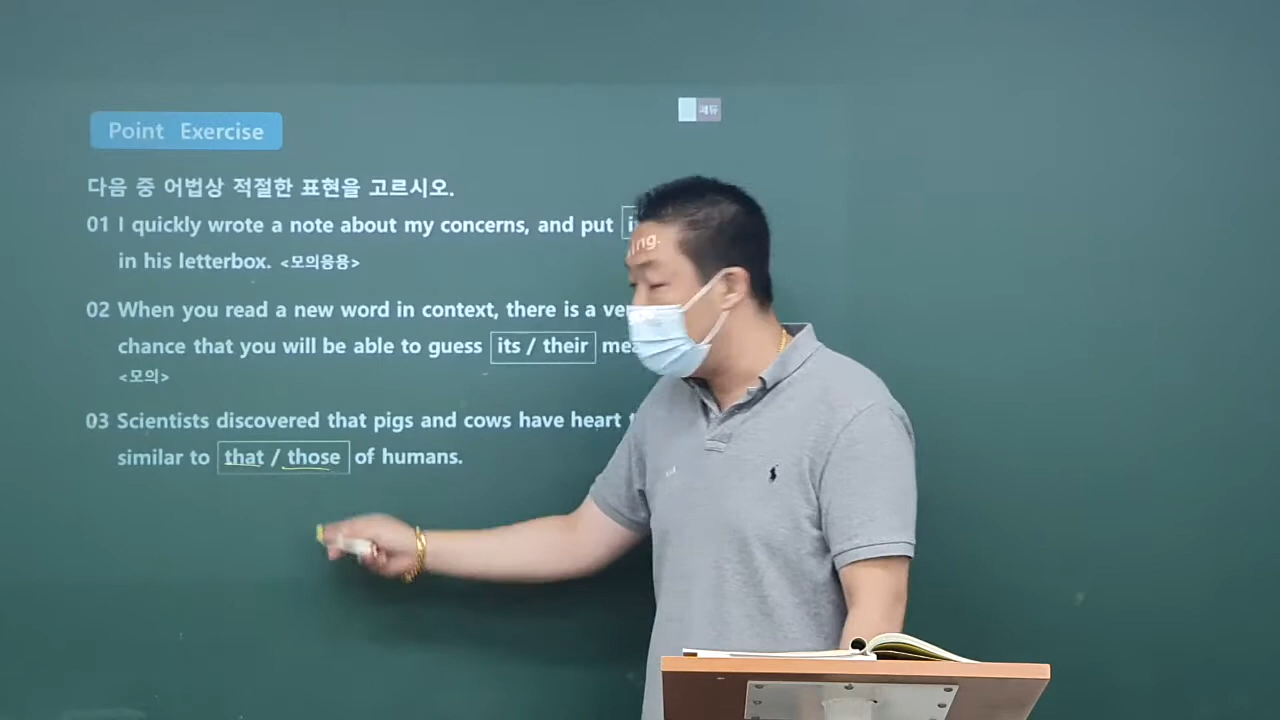 Point Exercise
다음 중 어법상 적절한 표현을 고르시오.
01 I quickly wrote a note about my concerns, and put
in his letterbox. <모의응용>
02 When you read a new word in context, there is a
chance that you will be able to guess its / their
<모의>
03 Scientists discovered that pigs and cows have heart
similar to that / those of humans.